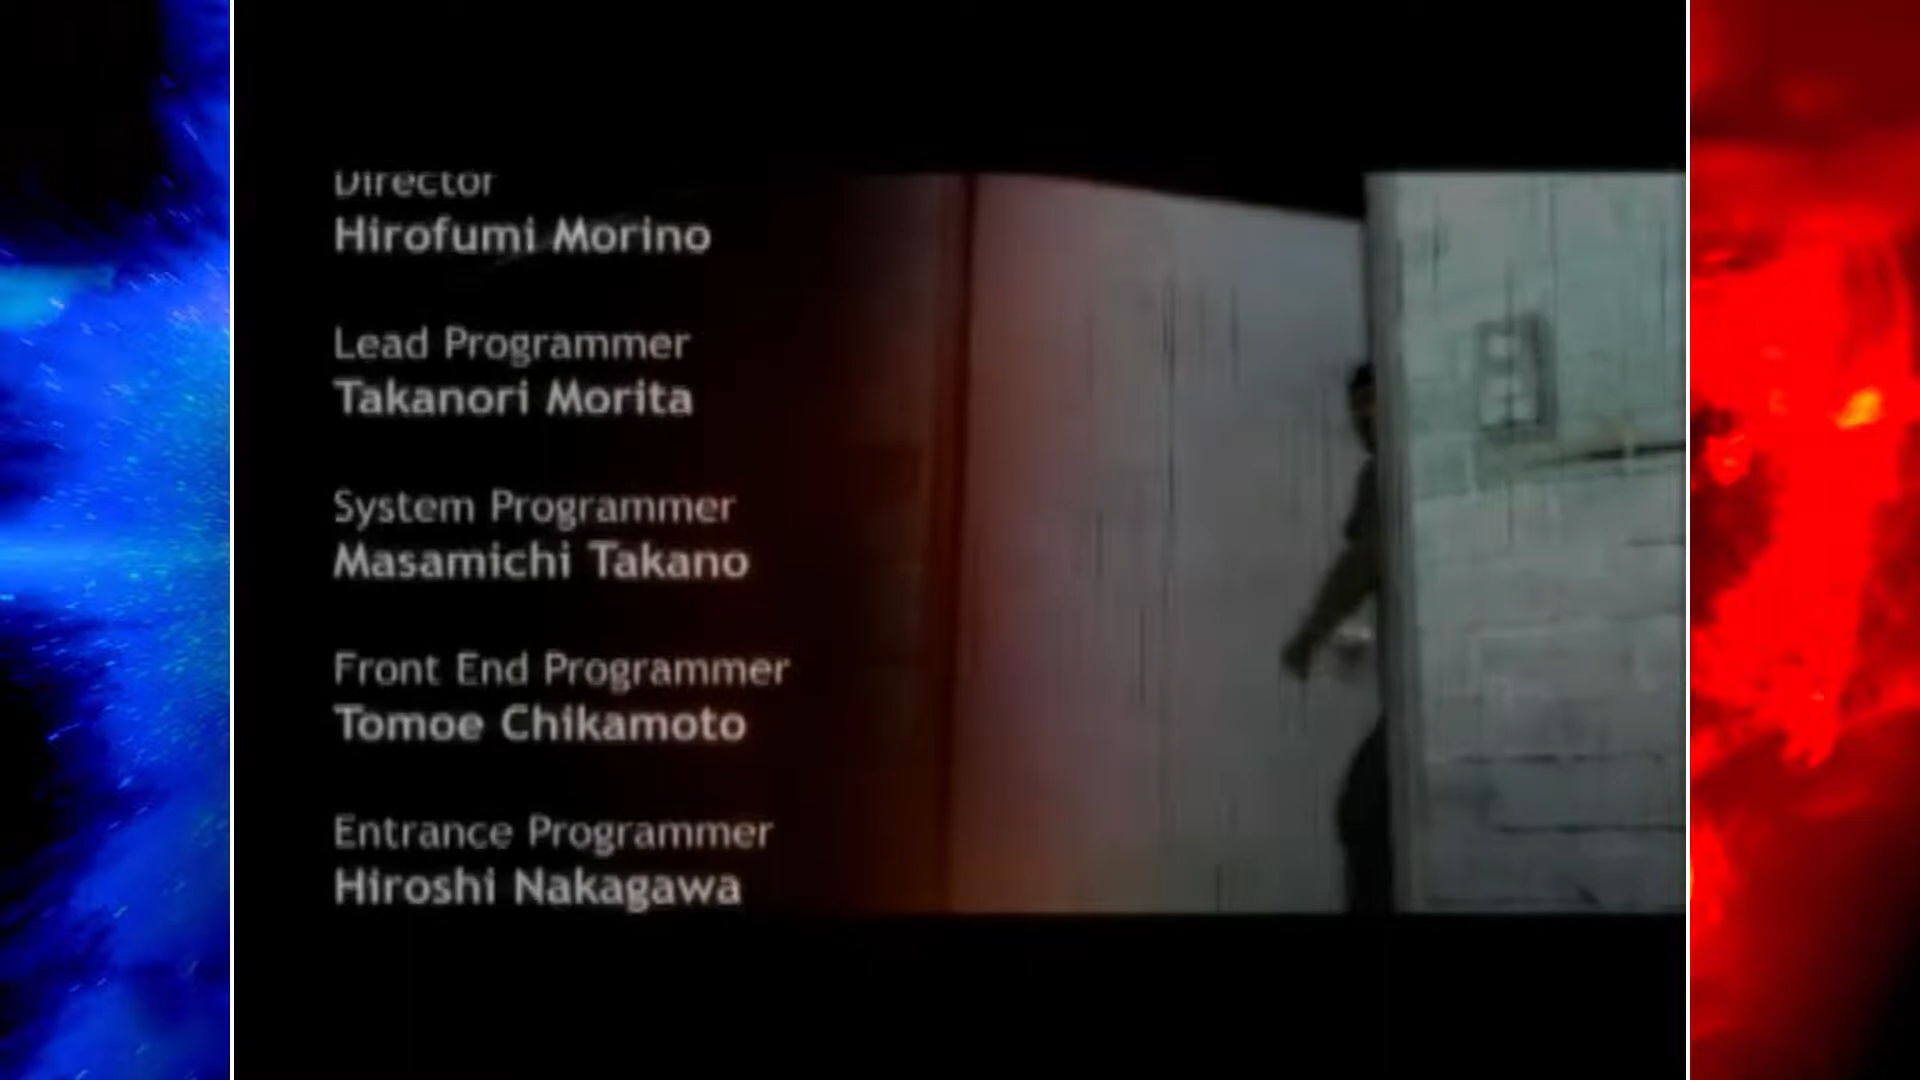 Director
Hirofumi Morino
Lead Programmer
Takanori Morita
System Programmer
Masamichi Takano
Front End Programmer
Tomoe Chikamoto
Entrance Programmer
Hiroshi Nakagawa